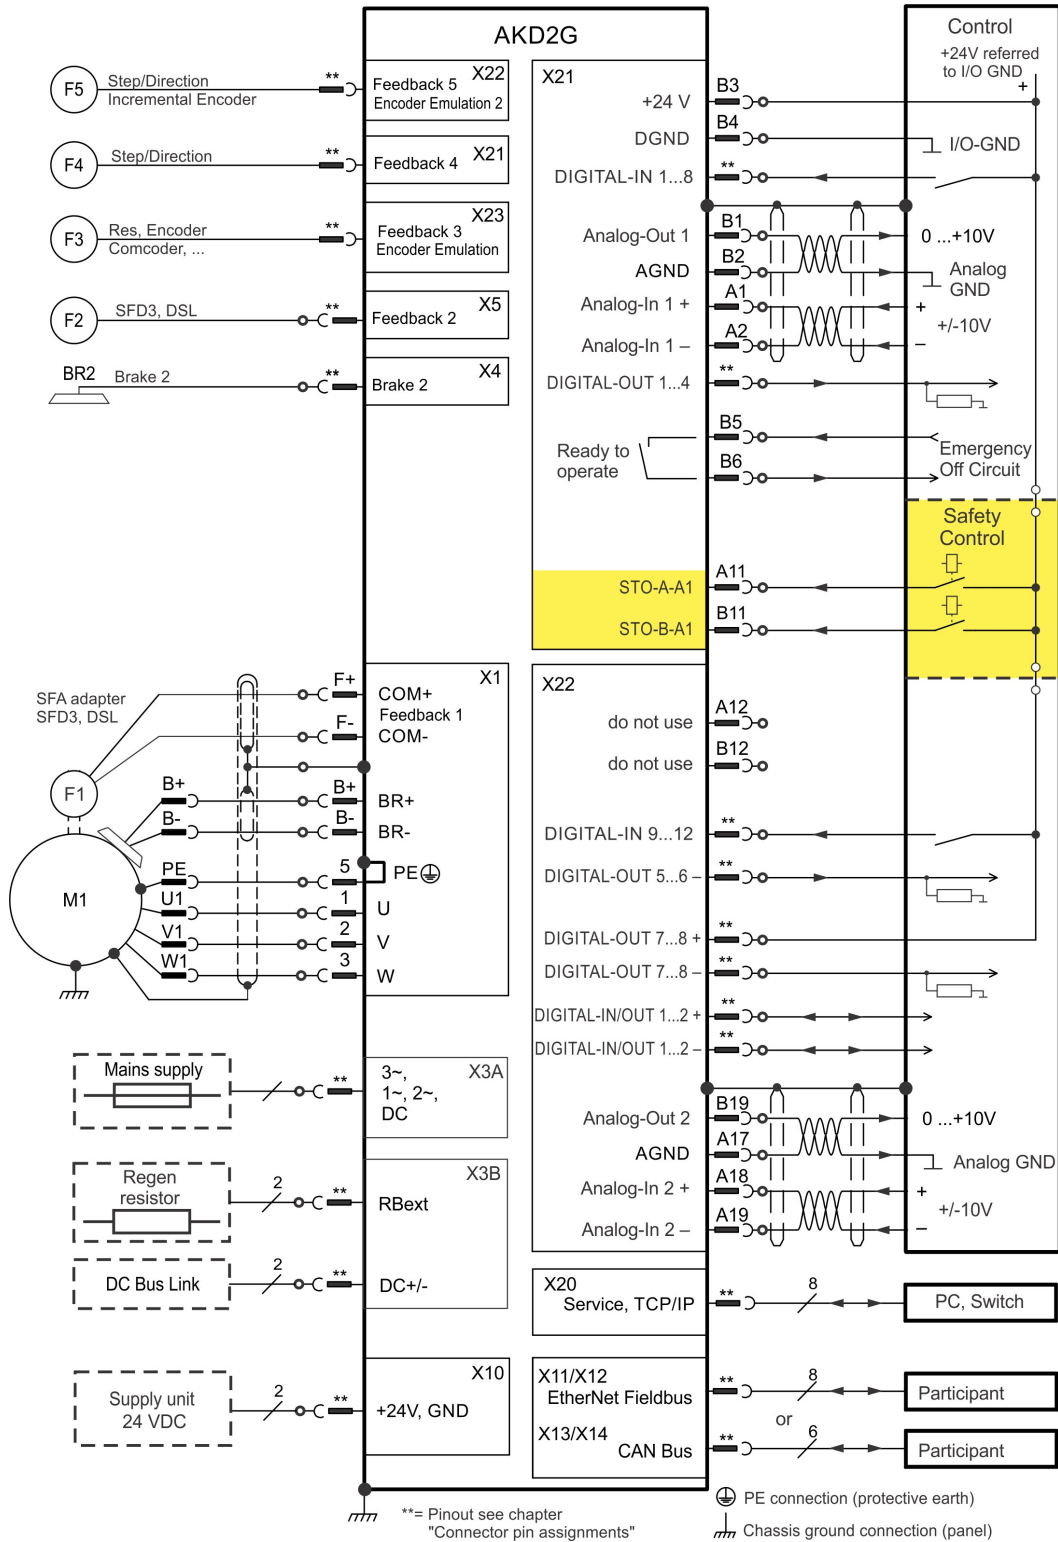 AKD2G
Control
+24V referred
to I/O GND
+
F5
Step/Direction
Incremental Encoder
**
X22
Feedback 5
Encoder Emulation 2
F4
Step/Direction
**
X21
Feedback 4
F3
Res, Encoder
Comcoder, ...
**
X23
Feedback 3
Encoder Emulation
F2
SFD3, DSL
**
X5
Feedback 2
BR2
Brake 2
**
X4
Brake 2
X21
+24 V
B3
DGND
B4
I/O-GND
DIGITAL-IN 1...8
**
Analog-Out 1
B1
0 ...+10V
AGND
B2
Analog
GND
Analog-In 1 +
A1
+
+/-10V
Analog-In 1 –
A2
–
DIGITAL-OUT 1...4
**
Ready to
operate
B5
B6
Emergency
Off Circuit
Safety
Control
STO-A-A1
A11
STO-B-A1
B11
SFA adapter
SFD3, DSL
F1
M1
X1
F+
COM+
Feedback 1
F-
COM-
B+
B+
BR+
B-
B-
BR-
PE
5
PE
U1
1
U
V1
2
V
W1
3
W
X22
do not use
A12
do not use
B12
DIGITAL-IN 9...12
**
DIGITAL-OUT 5...6 –
**
DIGITAL-OUT 7...8 +
**
DIGITAL-OUT 7...8 –
**
DIGITAL-IN/OUT 1...2 +
**
DIGITAL-IN/OUT 1...2 –
**
Analog-Out 2
B19
0 ...+10V
AGND
A17
Analog GND
Analog-In 2 +
A18
+
+/-10V
Analog-In 2 –
A19
–
Mains supply
**
3~,
1~, 2~,
DC
X3A
Regen
resistor
2
**
RBext
X3B
DC Bus Link
2
**
DC+/-
Supply unit
24 VDC
2
**
+24V, GND
X10
X20
Service, TCP/IP
**
8
PC, Switch
X11/X12
EtherNet Fieldbus
**
8
Participant
or
X13/X14
CAN Bus
**
6
Participant
**= Pinout see chapter
"Connector pin assignments"
PE connection (protective earth)
Chassis ground connection (panel)